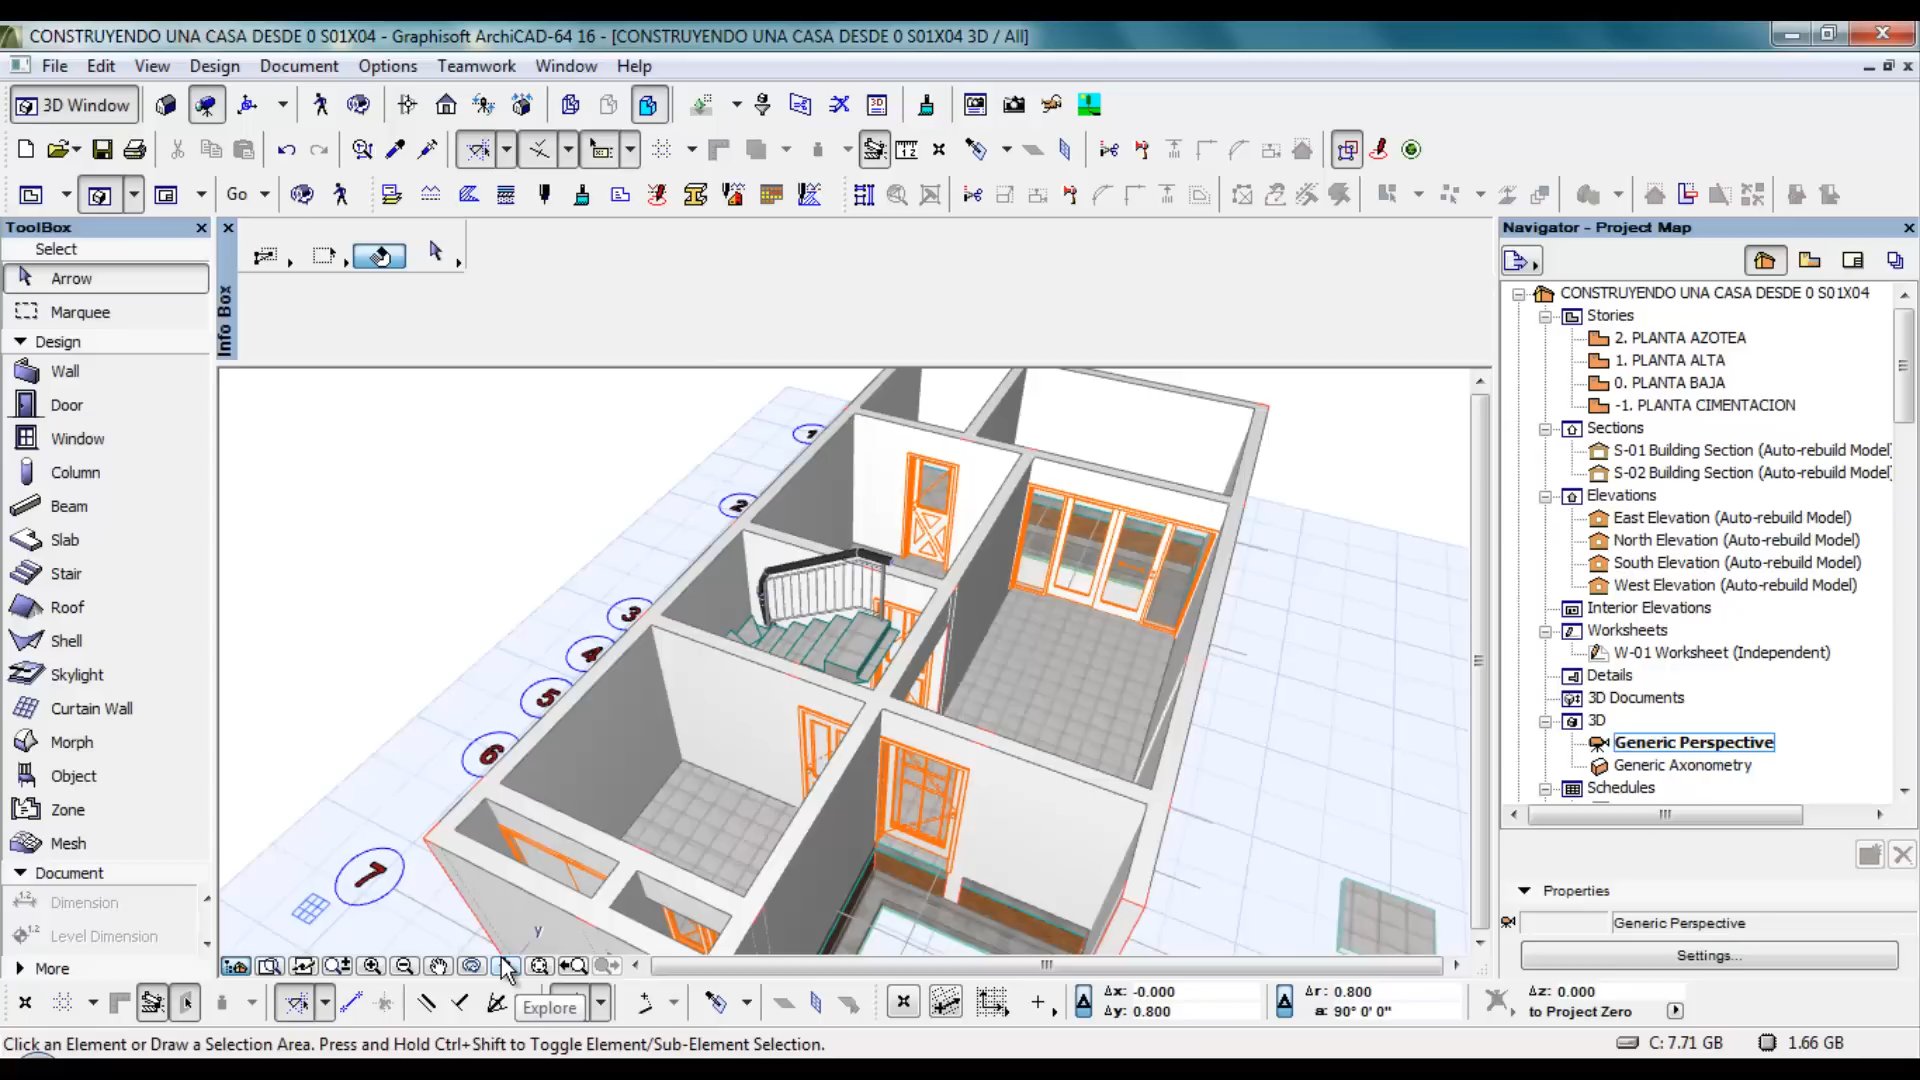 CONSTRUYENDO UNA CASA DESDE 0 S01X04 - Graphisoft ArchiCAD-64 16 - [CONSTRUYENDO UNA CASA DESDE 0 S01X04 3D / All]
File Edit View Design Document Options Teamwork Window Help
3D Window
Go
ToolBox
Select
Arrow
Marquee
Design
Wall
Door
Window
Column
Beam
Slab
Stair
Roof
Shell
Skylight
Curtain Wall
Morph
Object
Zone
Mesh
Document
Dimension
Level Dimension
More
Info Box
1
2
3
4
5
6
7
y
Explore
Navigator - Project Map
CONSTRUYENDO UNA CASA DESDE 0 S01X04
Stories
2. PLANTA AZOTEA
1. PLANTA ALTA
0. PLANTA BAJA
-1. PLANTA CIMENTACION
Sections
S-01 Building Section (Auto-rebuild Model)
S-02 Building Section (Auto-rebuild Model)
Elevations
East Elevation (Auto-rebuild Model)
North Elevation (Auto-rebuild Model)
South Elevation (Auto-rebuild Model)
West Elevation (Auto-rebuild Model)
Interior Elevations
Worksheets
W-01 Worksheet (Independent)
Details
3D Documents
3D
Generic Perspective
Generic Axonometry
Schedules
Properties
Generic Perspective
Settings...
Δx: -0.000
Δy: 0.800
Δr: 0.800
a: 90° 0' 0"
Δz: 0.000
to Project Zero
Click an Element or Draw a Selection Area. Press and Hold Ctrl+Shift to Toggle Element/Sub-Element Selection.
C: 7.71 GB
1.66 GB